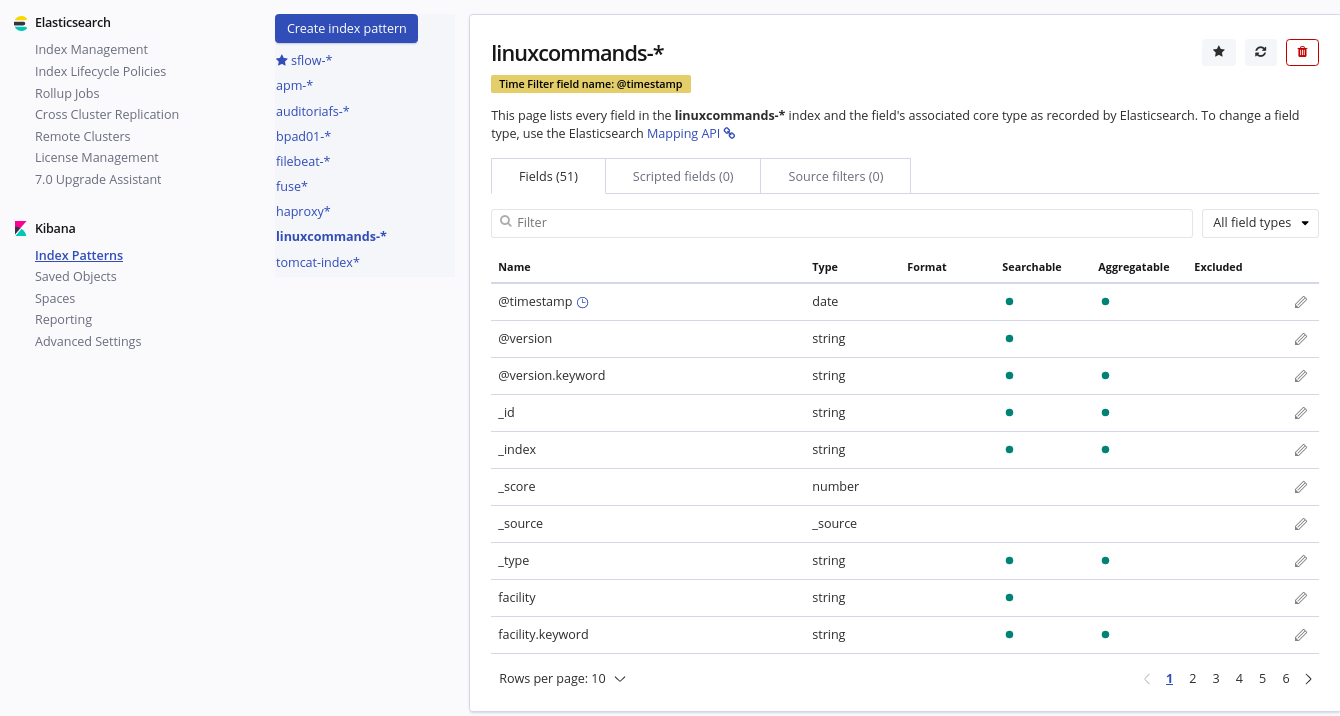 Elasticsearch
Index Management
Index Lifecycle Policies
Rollup Jobs
Cross Cluster Replication
Remote Clusters
License Management
7.0 Upgrade Assistant
Kibana
Index Patterns
Saved Objects
Spaces
Reporting
Advanced Settings
Create index pattern
sflow-*
apm-*
auditoriafs-*
bpad01-*
filebeat-*
fuse*
haproxy*
linuxcommands-*
tomcat-index*
linuxcommands-*
Time Filter field name: @timestamp
This page lists every field in the linuxcommands-* index and the field's associated core type as recorded by Elasticsearch. To change a field
type, use the Elasticsearch Mapping API
Fields (51) Scripted fields (0) Source filters (0)
Filter All field types
Name Type Format Searchable Aggregatable Excluded
@timestamp date
@version string
@version.keyword string
_id string
_index string
_score number
_source _source
_type string
facility string
facility.keyword string
Rows per page: 10 1 2 3 4 5 6